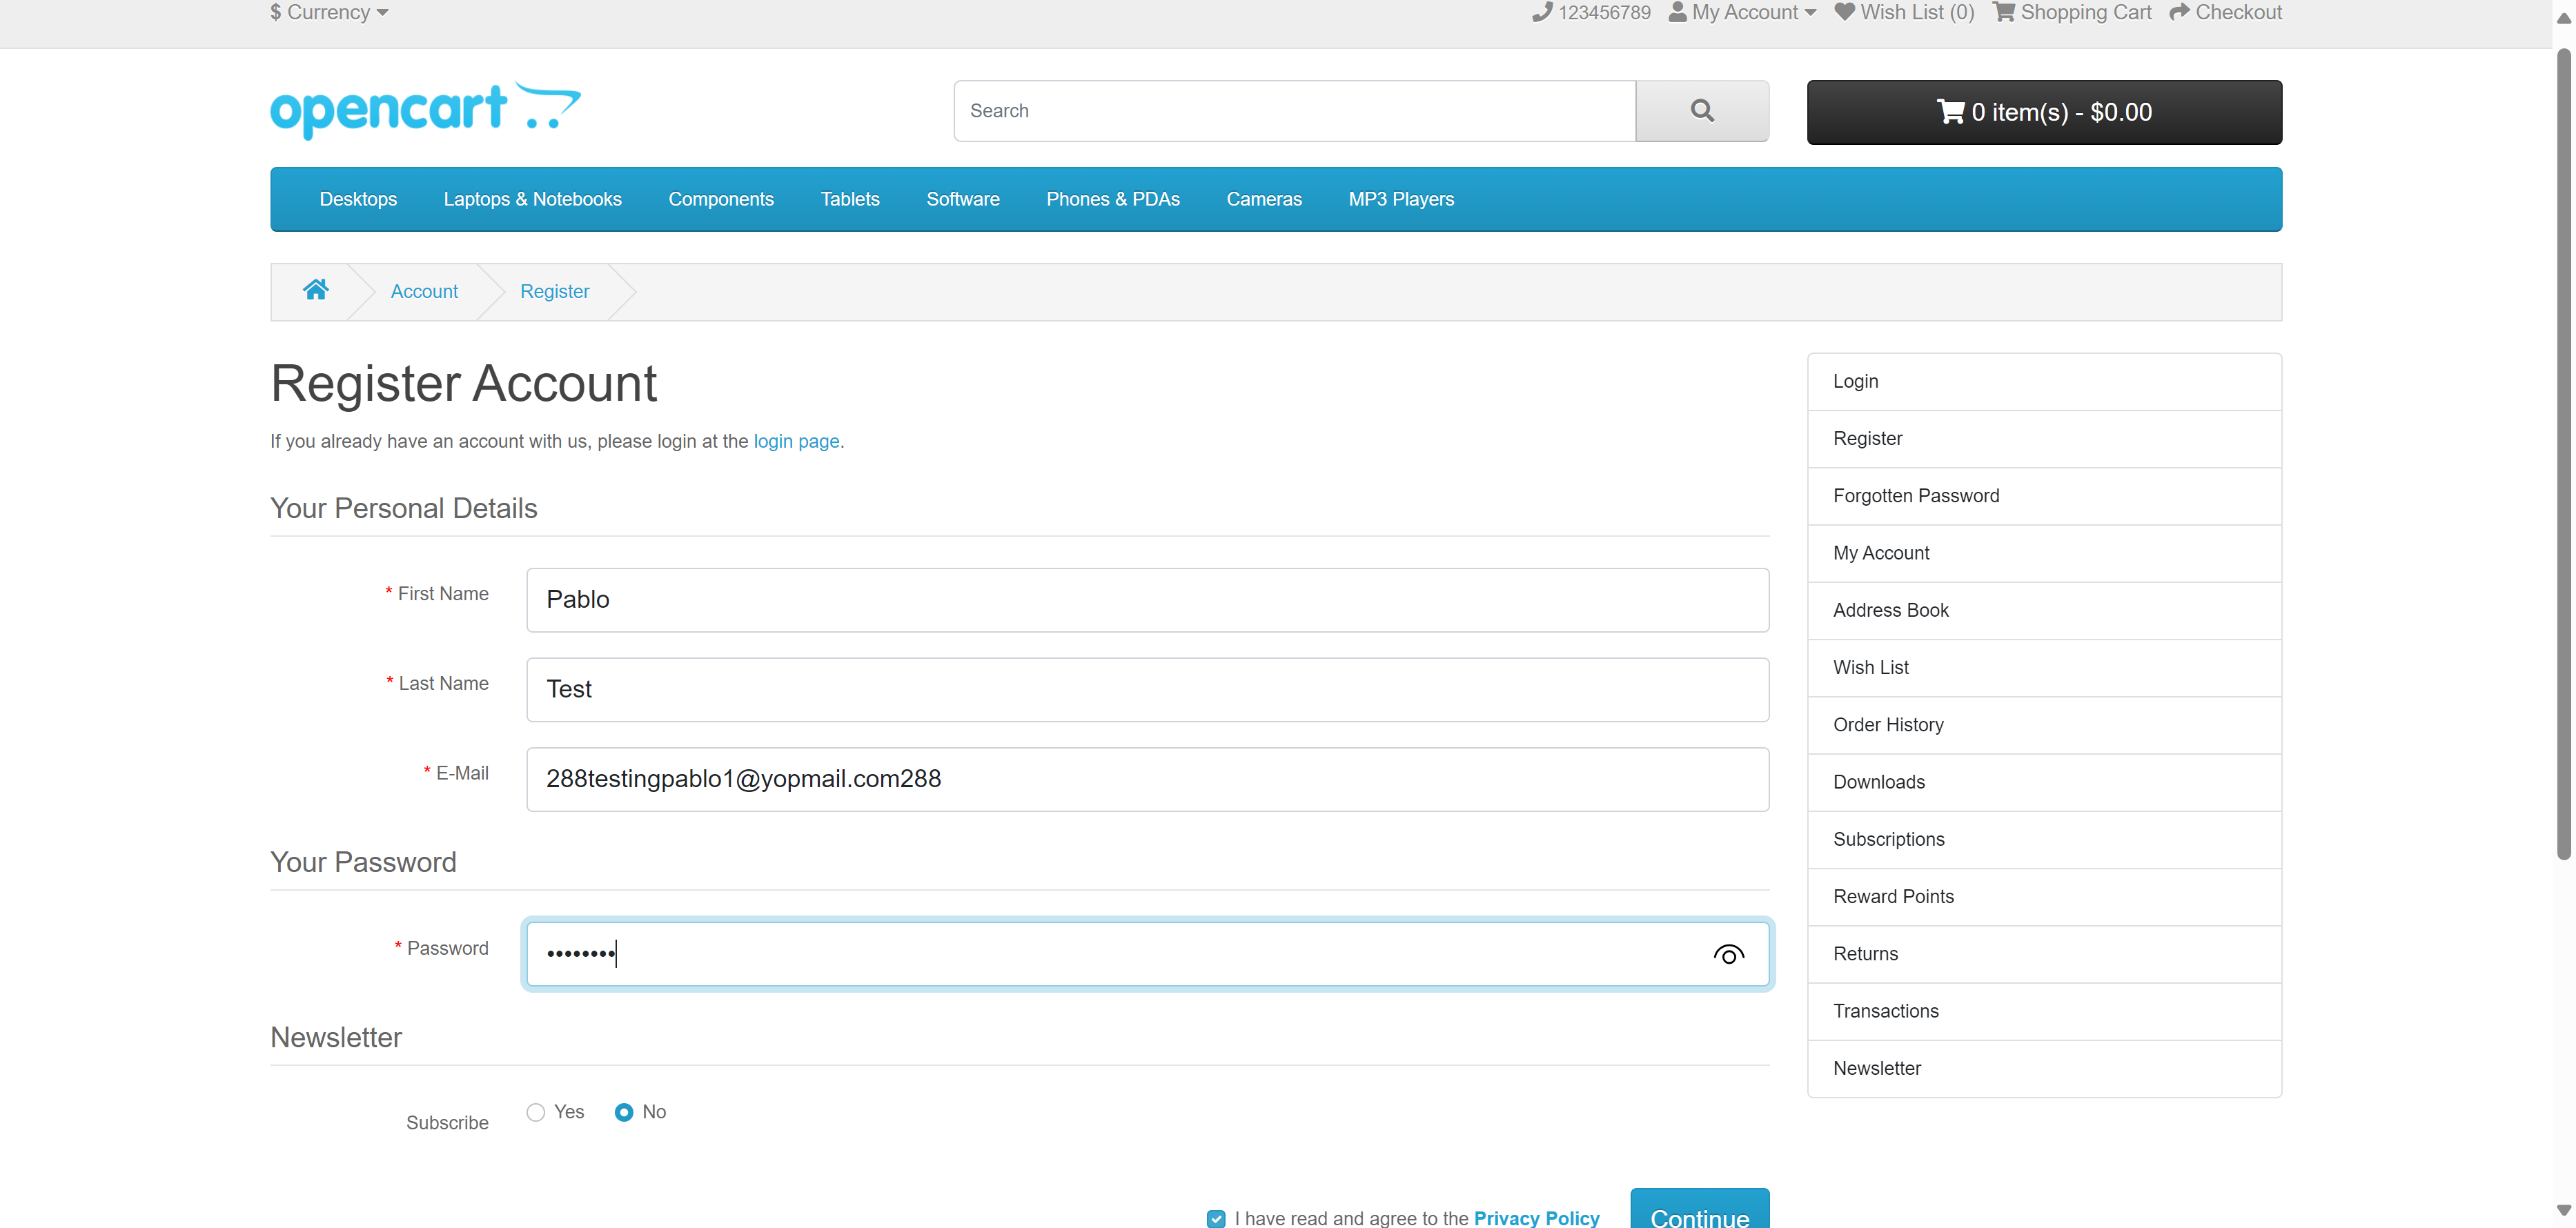 $ Currency
123456789 My Account Wish List (0) Shopping Cart Checkout
opencart
Search
0 item(s) - $0.00
Desktops Laptops & Notebooks Components Tablets Software Phones & PDAs Cameras MP3 Players
Account Register
Register Account
If you already have an account with us, please login at the login page.
Your Personal Details
* First Name
Pablo
* Last Name
Test
* E-Mail
288testingpablo1@yopmail.com288
Your Password
* Password
••••••••
Newsletter
Subscribe
Yes No
I have read and agree to the Privacy Policy
Continue
Login
Register
Forgotten Password
My Account
Address Book
Wish List
Order History
Downloads
Subscriptions
Reward Points
Returns
Transactions
Newsletter